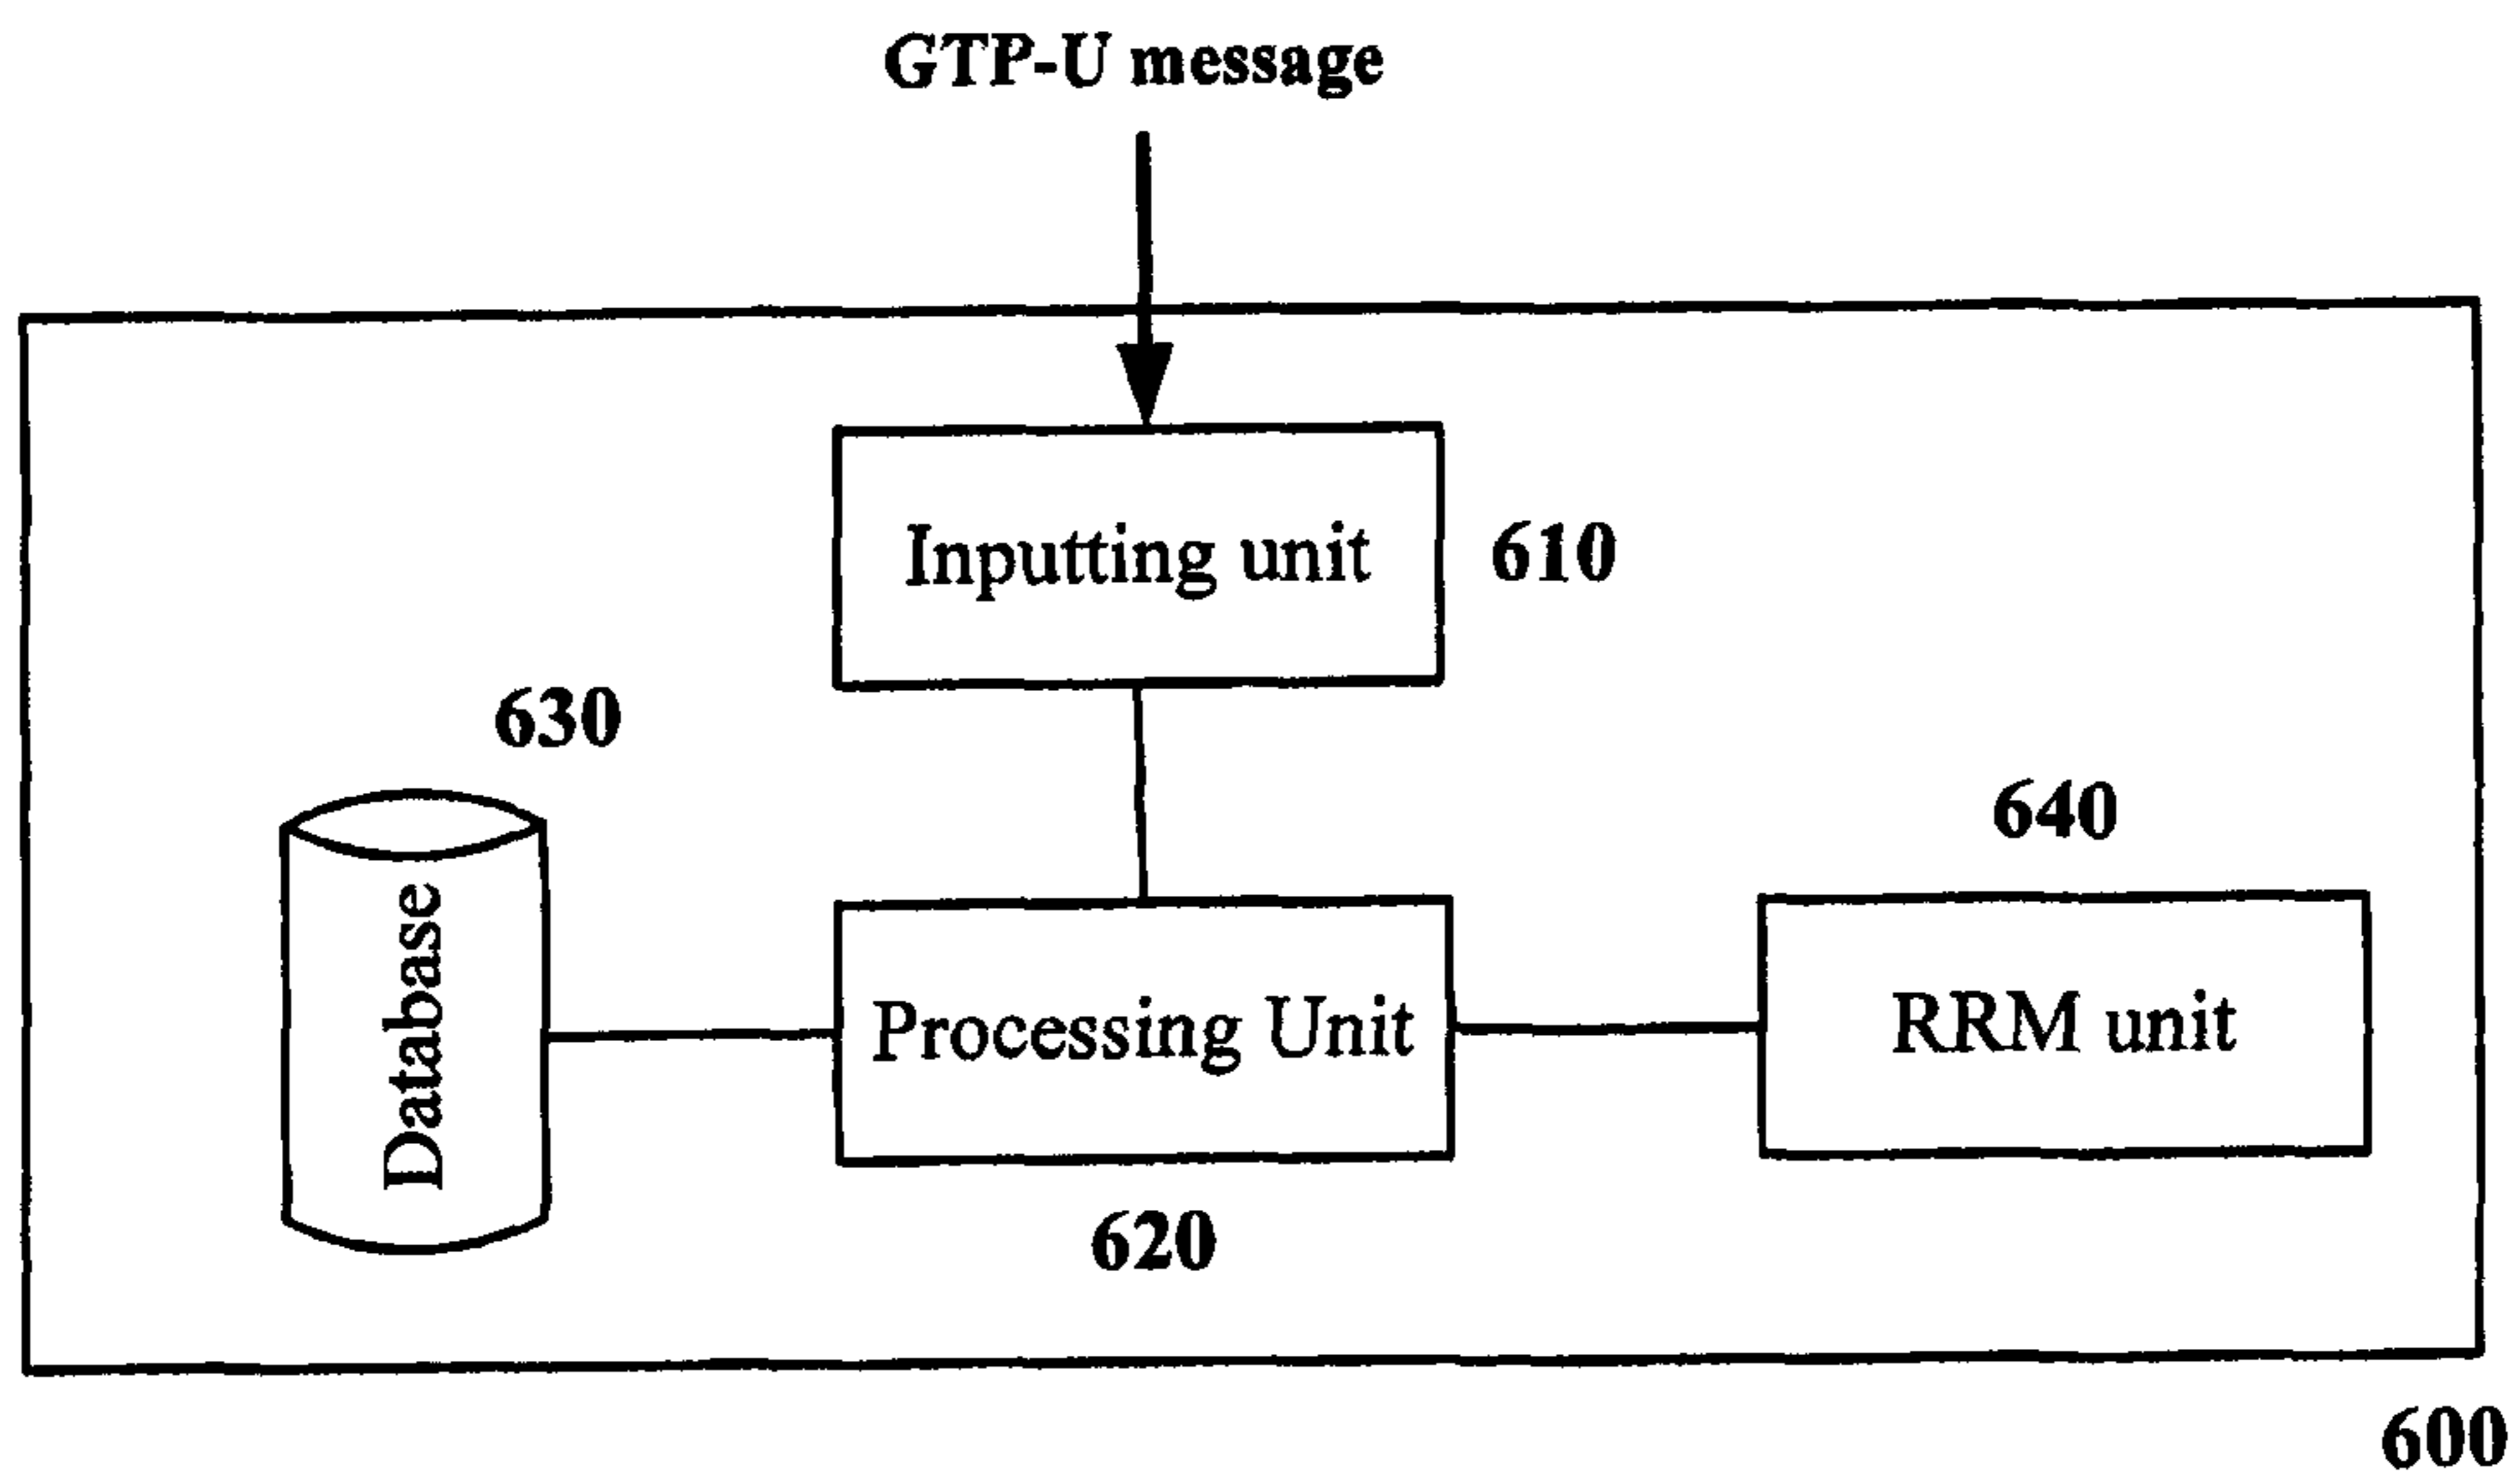 GTP-U message
Inputting unit
610
630
640
Database
Processing Unit
RRM unit
620
600